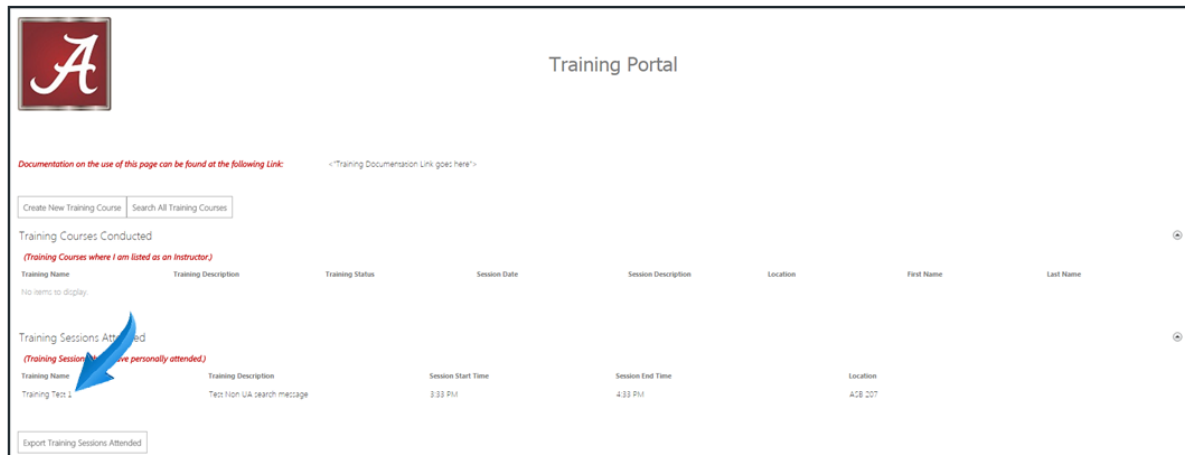 A
Training Portal
Documentation on the use of this page can be found at the following Link: <"Training Documentation Link goes here">
Create New Training Course Search All Training Courses
Training Courses Conducted
(Training Courses where I am listed as an Instructor.)
Training Name Training Description Training Status Session Date Session Description Location First Name Last Name
No items to display.
Training Sessions Att ed
(Training Session ve personally attended.)
Training Name Training Description Session Start Time Session End Time Location
Training Test 1 Test Non UA search message 3:33 PM 4:33 PM ASB 207
Export Training Sessions Attended